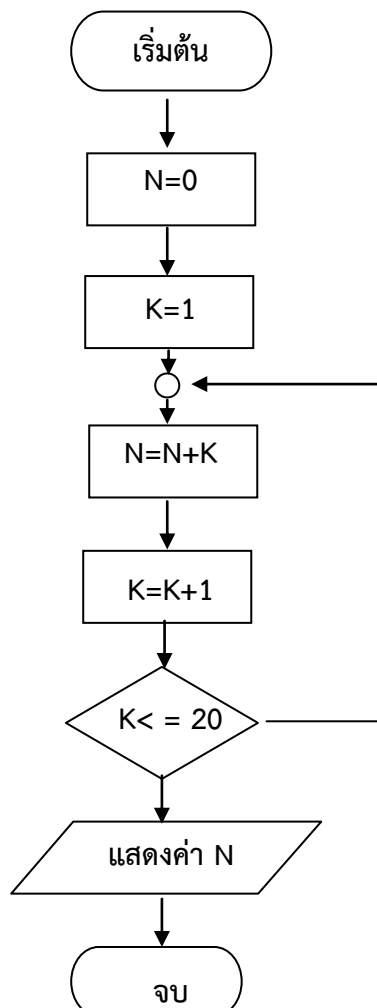 เริ่มต้น
N=0
K=1
N=N+K
K=K+1
K< = 20
แสดงค่า N
จบ